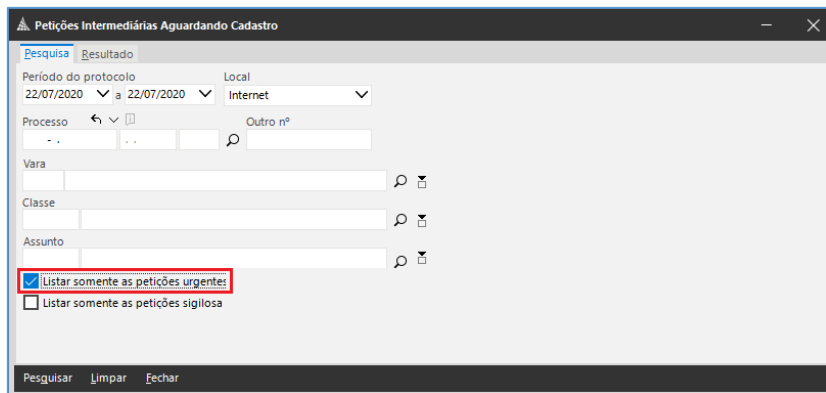 Petições Intermediárias Aguardando Cadastro
Pesquisa Resultado
Período do protocolo Local
22/07/2020 a 22/07/2020 Internet
Processo Outro nº
- . . .
Vara
Classe
Assunto
Listar somente as petições urgentes
Listar somente as petições sigilosa
Pesquisar Limpar Fechar